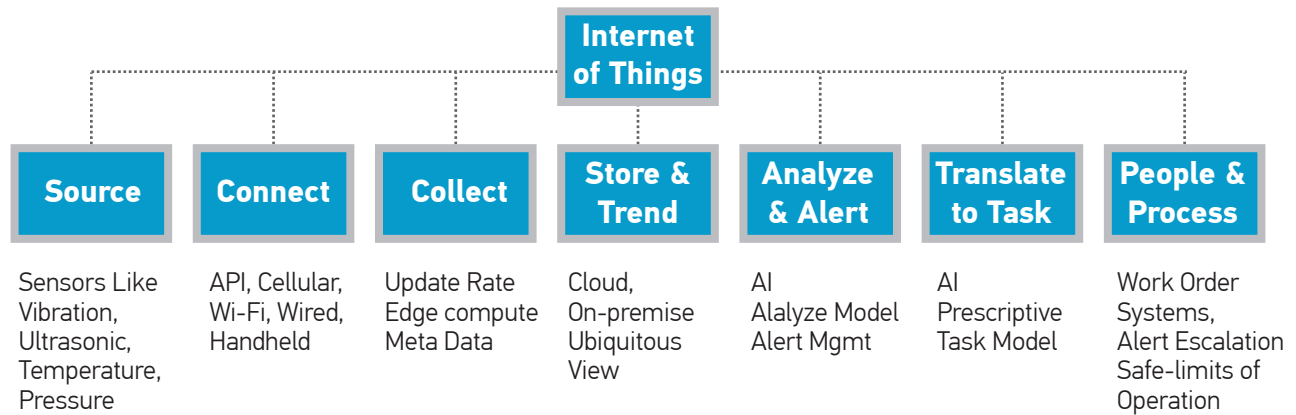 Internet
of Things
Source
Connect
Collect
Store &
Trend
Analyze
& Alert
Translate
to Task
People &
Process
Sensors Like
Vibration,
Ultrasonic,
Temperature,
Pressure
API, Cellular,
Wi-Fi, Wired,
Handheld
Update Rate
Edge compute
Meta Data
Cloud,
On-premise
Ubiquitous
View
AI
Alalyze Model
Alert Mgmt
AI
Prescriptive
Task Model
Work Order
Systems,
Alert Escalation
Safe-limits of
Operation